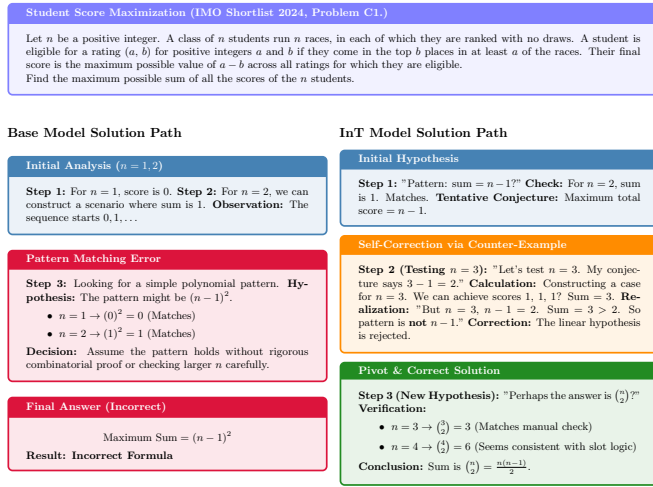 Student Score Maximization (IMO Shortlist 2024, Problem C1.)
Let n be a positive integer. A class of n students run n races, in each of which they are ranked with no draws. A student is
eligible for a rating (a, b) for positive integers a and b if they come in the top b places in at least a of the races. Their final
score is the maximum possible value of a − b across all ratings for which they are eligible.
Find the maximum possible sum of all the scores of the n students.
Base Model Solution Path
Initial Analysis (n = 1, 2)
Step 1: For n = 1, score is 0. Step 2: For n = 2, we can
construct a scenario where sum is 1. Observation: The
sequence starts 0, 1, . . .
Pattern Matching Error
Step 3: Looking for a simple polynomial pattern. Hy-
pothesis: The pattern might be (n − 1)².
• n = 1 → (0)² = 0 (Matches)
• n = 2 → (1)² = 1 (Matches)
Decision: Assume the pattern holds without rigorous
combinatorial proof or checking larger n carefully.
Final Answer (Incorrect)
Maximum Sum = (n − 1)²
Result: Incorrect Formula
InT Model Solution Path
Initial Hypothesis
Step 1: ”Pattern: sum = n−1?” Check: For n = 2, sum
is 1. Matches. Tentative Conjecture: Maximum total
score = n − 1.
Self-Correction via Counter-Example
Step 2 (Testing n = 3): ”Let’s test n = 3. My conjec-
ture says 3 − 1 = 2.” Calculation: Constructing a case
for n = 3. We can achieve scores 1, 1, 1? Sum = 3. Re-
alization: ”But n = 3, n − 1 = 2. Sum = 3 > 2. So
pattern is not n−1.” Correction: The linear hypothesis
is rejected.
Pivot & Correct Solution
Step 3 (New Hypothesis): ”Perhaps the answer is (n 2)?”
Verification:
• n = 3 → (3 2) = 3 (Matches manual check)
• n = 4 → (4 2) = 6 (Seems consistent with slot logic)
Conclusion: Sum is (n 2) = n(n−1)/2.